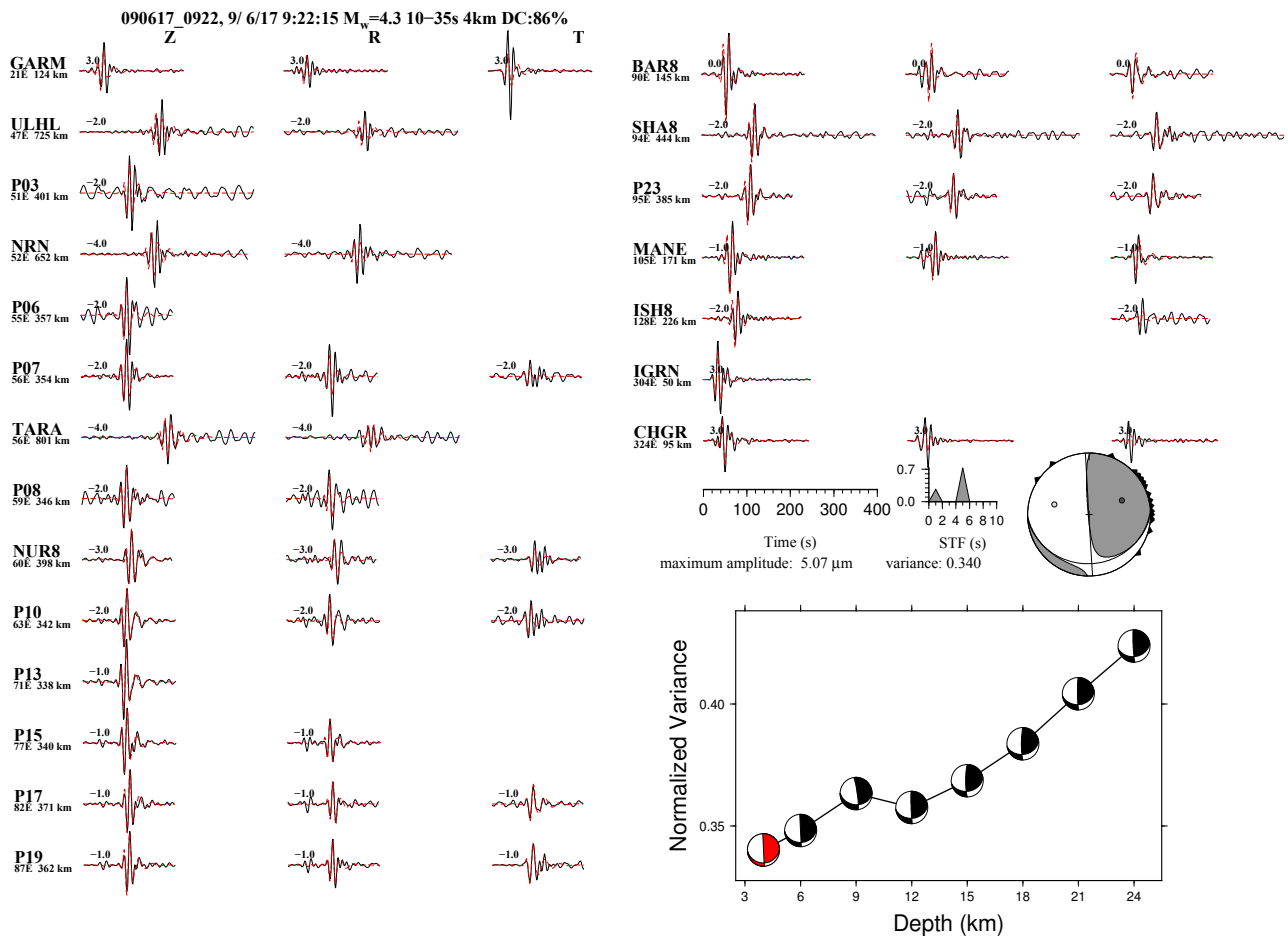 090617_0922, 9/ 6/17 9:22:15 Mw=4.3 10−35s 4km DC:86%
Z R T
GARM 3.0 3.0 3.0
21E 124 km
ULHL −2.0 −2.0
47E 725 km
P03 −2.0
51E 401 km
NRN −4.0 −4.0
52E 652 km
P06 −2.0
55E 357 km
P07 −2.0 −2.0 −2.0
56E 354 km
TARA −4.0 −4.0
56E 801 km
P08 −2.0 −2.0
59E 346 km
NUR8 −3.0 −3.0 −3.0
60E 398 km
P10 −2.0 −2.0 −2.0
63E 342 km
P13 −1.0
71E 338 km
P15 −1.0 −1.0
77E 340 km
P17 −1.0 −1.0 −1.0
82E 371 km
P19 −1.0 −1.0 −1.0
87E 362 km
BAR8 0.0 0.0 0.0
90E 145 km
SHA8 −2.0 −2.0 −2.0
94E 444 km
P23 −2.0 −2.0 −2.0
95E 385 km
MANE −1.0 −1.0 −1.0
105E 171 km
ISH8 −2.0 −2.0
128E 226 km
IGRN 3.0
304E 50 km
CHGR 3.0 3.0 3.0
324E 95 km
0 100 200 300 400
Time (s)
0.7
0.0
0 2 4 6 8 10
STF (s)
maximum amplitude: 5.07 µm variance: 0.340
Normalized Variance
0.40
0.35
3 6 9 12 15 18 21 24
Depth (km)